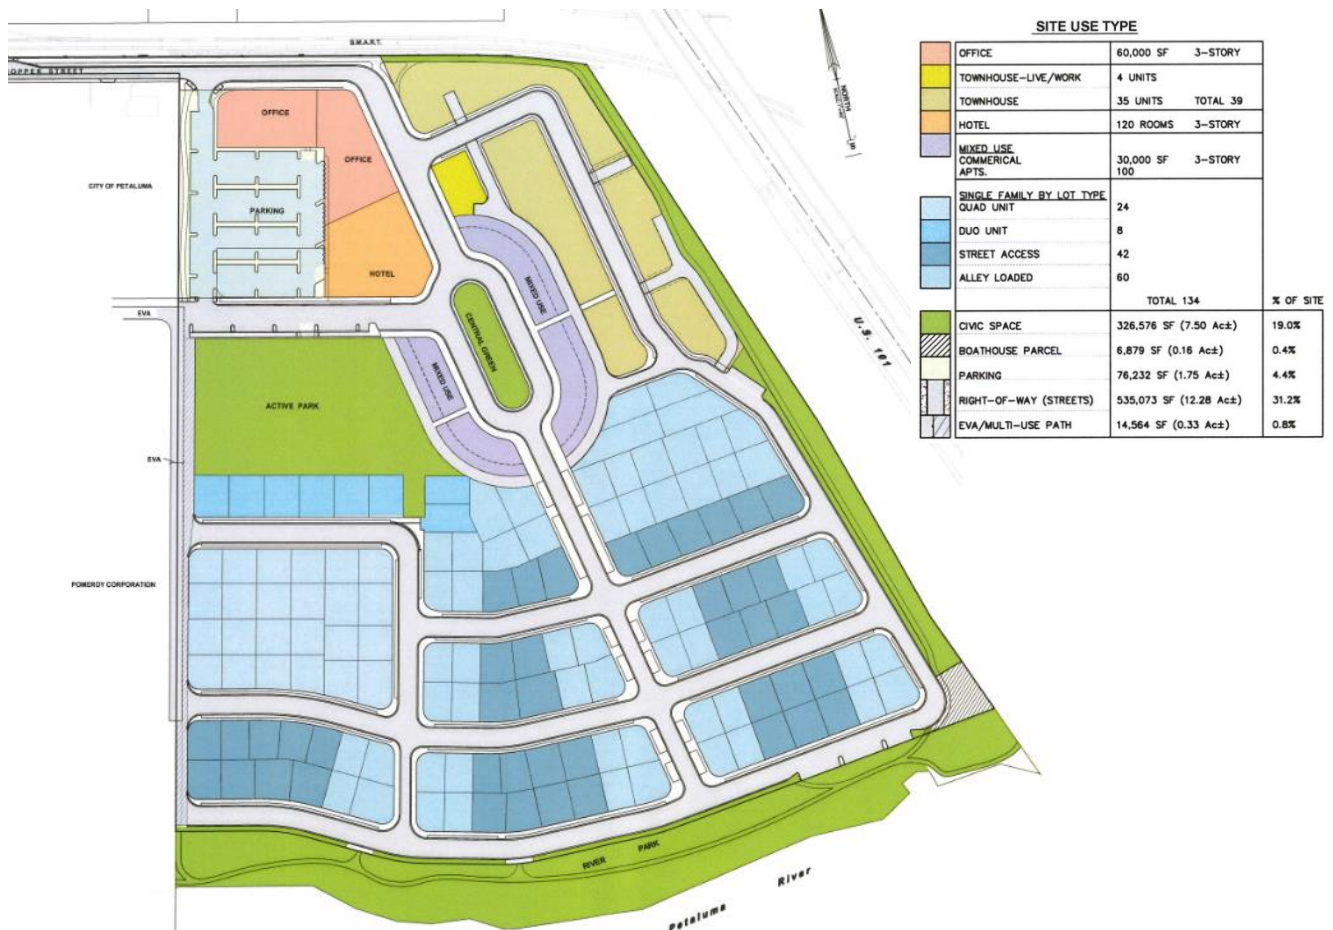 S.M.A.R.T.
OPPER STREET
OFFICE
OFFICE
CITY OF PETALUMA
PARKING
HOTEL
EVA
MIXED USE
CENTRAL GREEN
MIXED USE
ACTIVE PARK
EVA
POMEROY CORPORATION
RIVER PARK
Petaluma River
U.S. 101
NORTH
SITE USE TYPE
OFFICE 60,000 SF 3-STORY
TOWNHOUSE-LIVE/WORK 4 UNITS
TOWNHOUSE 35 UNITS TOTAL 39
HOTEL 120 ROOMS 3-STORY
MIXED USE
COMMERICAL 30,000 SF 3-STORY
APTS. 100
SINGLE FAMILY BY LOT TYPE
QUAD UNIT 24
DUO UNIT 8
STREET ACCESS 42
ALLEY LOADED 60
TOTAL 134 % OF SITE
CIVIC SPACE 326,576 SF (7.50 Ac±) 19.0%
BOATHOUSE PARCEL 6,879 SF (0.16 Ac±) 0.4%
PARKING 76,232 SF (1.75 Ac±) 4.4%
RIGHT-OF-WAY (STREETS) 535,073 SF (12.28 Ac±) 31.2%
EVA/MULTI-USE PATH 14,564 SF (0.33 Ac±) 0.8%